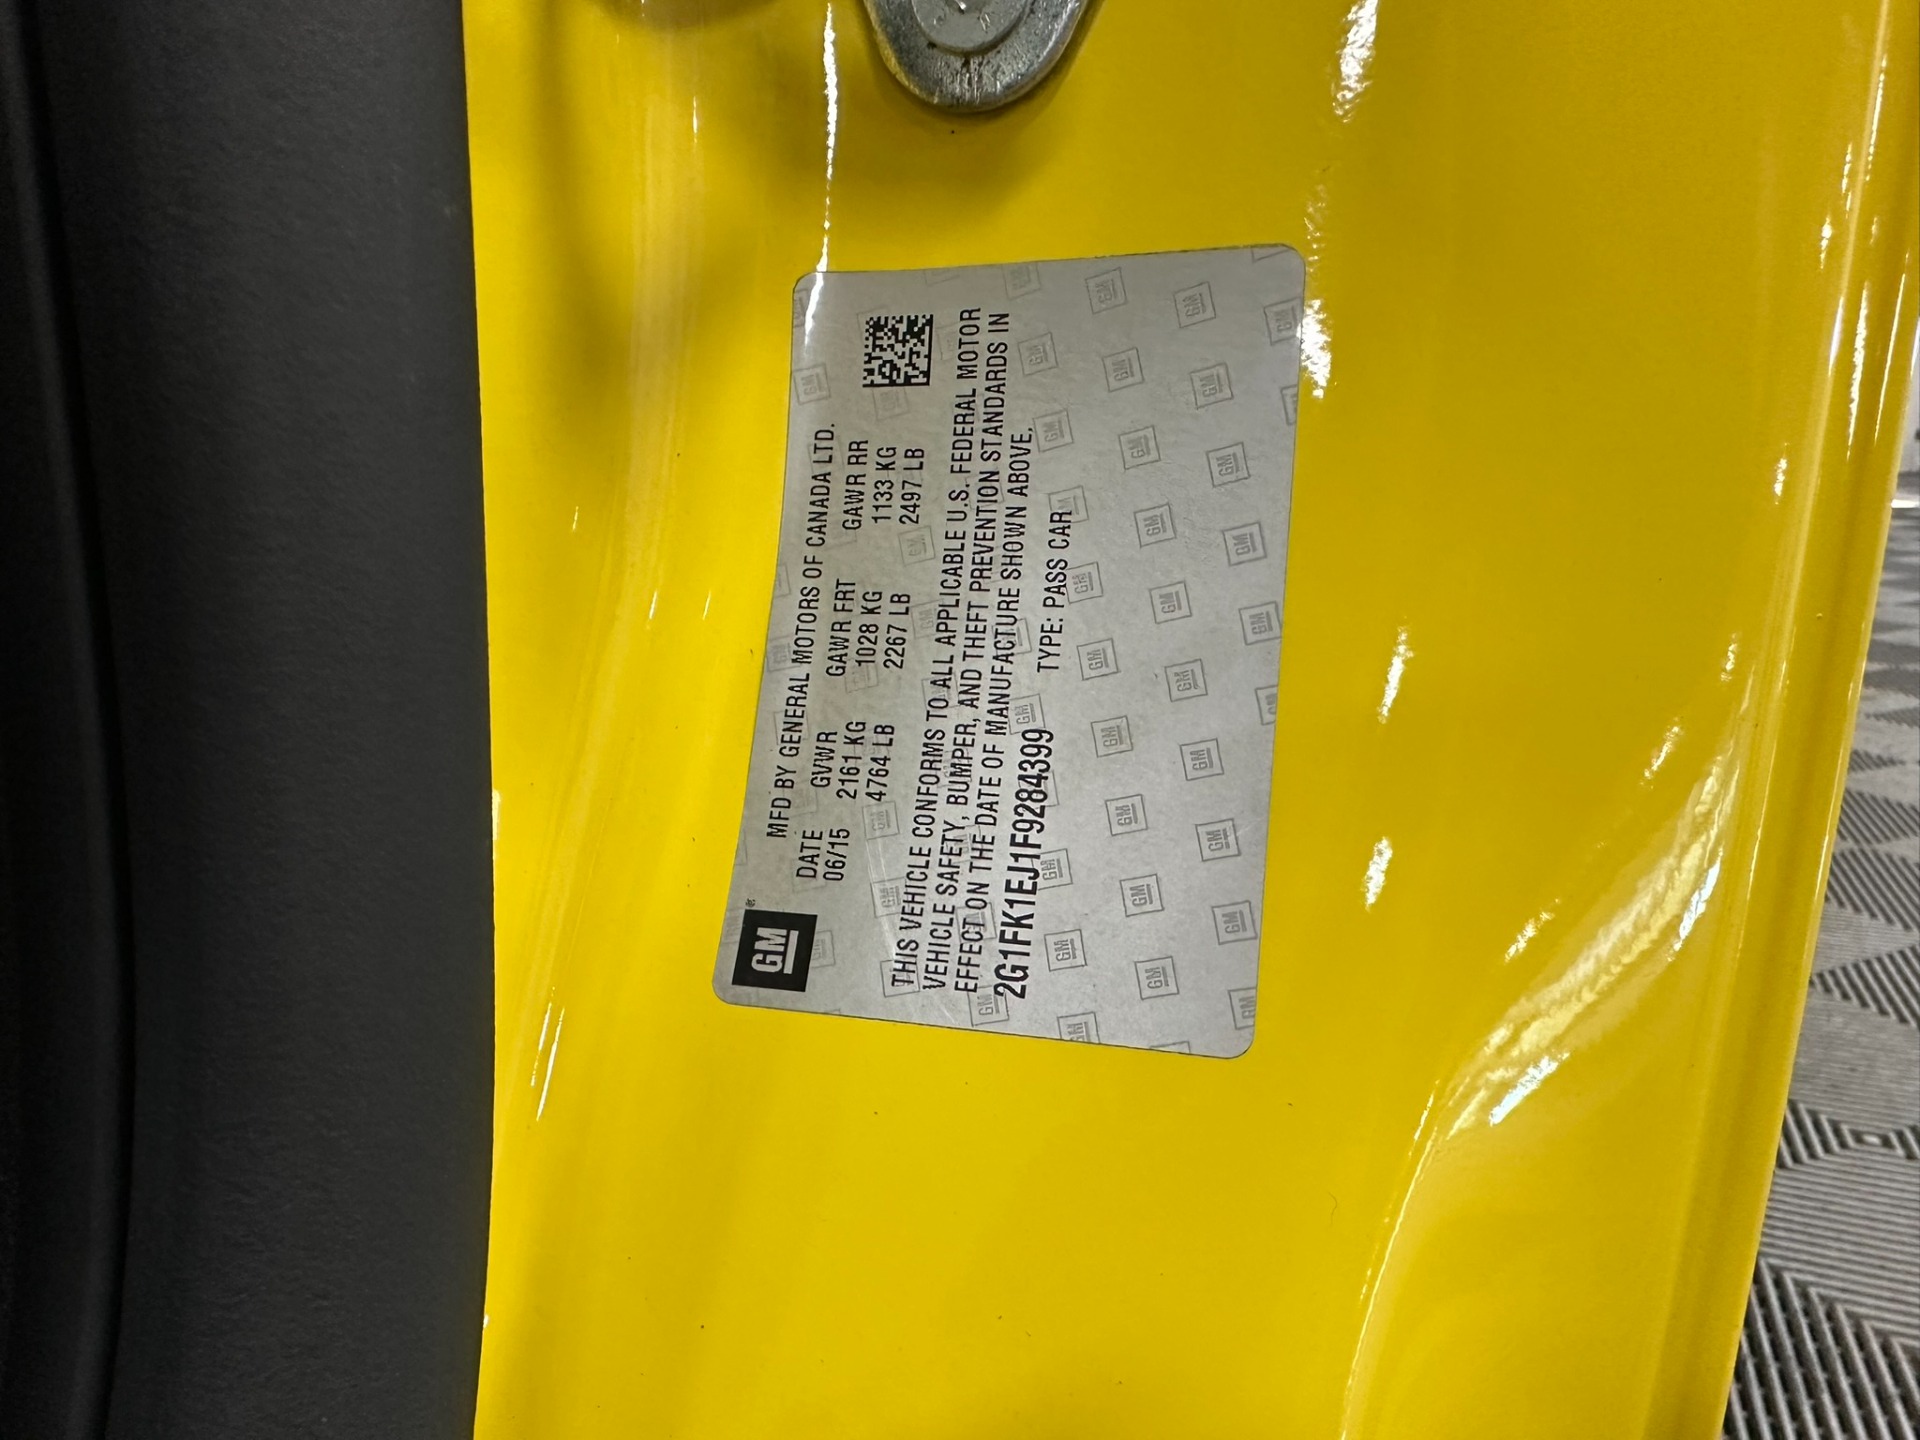 GM®
MFD BY GENERAL MOTORS OF CANADA LTD.
DATE GVWR GAWR FRT GAWR RR
06/15 2161 KG 1028 KG 1133 KG
4764 LB 2267 LB 2497 LB
THIS VEHICLE CONFORMS TO ALL APPLICABLE U.S. FEDERAL MOTOR
VEHICLE SAFETY, BUMPER, AND THEFT PREVENTION STANDARDS IN
EFFECT ON THE DATE OF MANUFACTURE SHOWN ABOVE.
2G1FK1EJ1F9284399 TYPE: PASS CAR